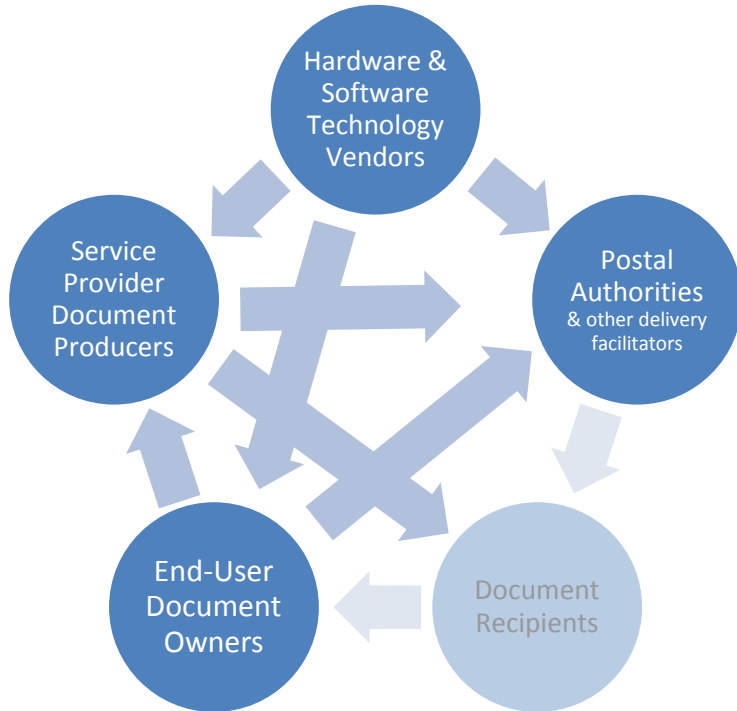 Hardware &
Software
Technology
Vendors
Service
Provider
Document
Producers
Postal
Authorities
& other delivery
facilitators
End-User
Document
Owners
Document
Recipients